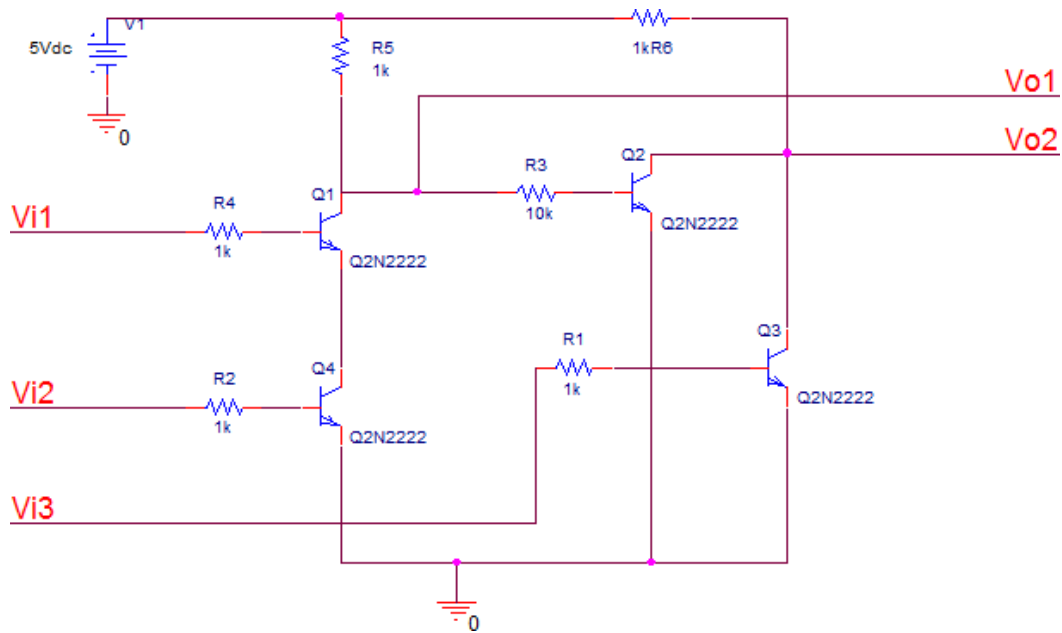 V1
5Vdc
0
R5
1k
1kR6
Vo1
Vo2
Q2
R3
10k
Q2N2222
Q1
R4
Vi1
1k
Q2N2222
Q3
R1
1k
Q2N2222
Q4
R2
Vi2
1k
Q2N2222
Vi3
0